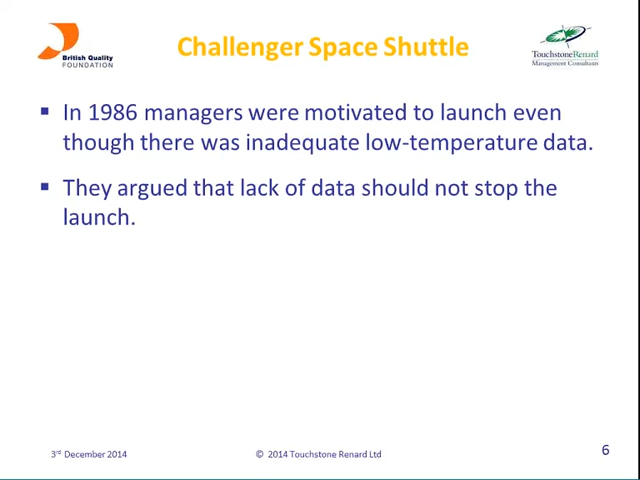 British Quality
FOUNDATION
Challenger Space Shuttle
TouchstoneRenard
Management Consultants
▪ In 1986 managers were motivated to launch even
though there was inadequate low-temperature data.
▪ They argued that lack of data should not stop the
launch.
3rd December 2014
© 2014 Touchstone Renard Ltd
6